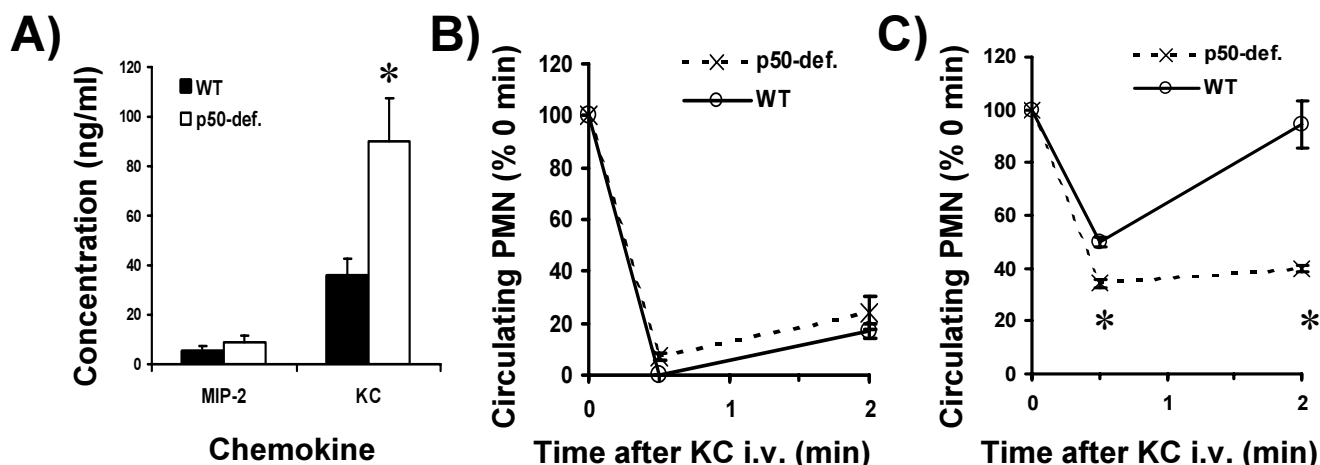 A)
Concentration (ng/ml)
120
100
80
60
40
20
0
WT
p50-def.
*
MIP-2
KC
Chemokine
B)
Circulating PMN (% 0 min)
120
100
80
60
40
20
0
p50-def.
WT
0
1
2
Time after KC i.v. (min)
C)
Circulating PMN (% 0 min)
120
100
80
60
40
20
0
p50-def.
WT
*
*
0
1
2
Time after KC i.v. (min)